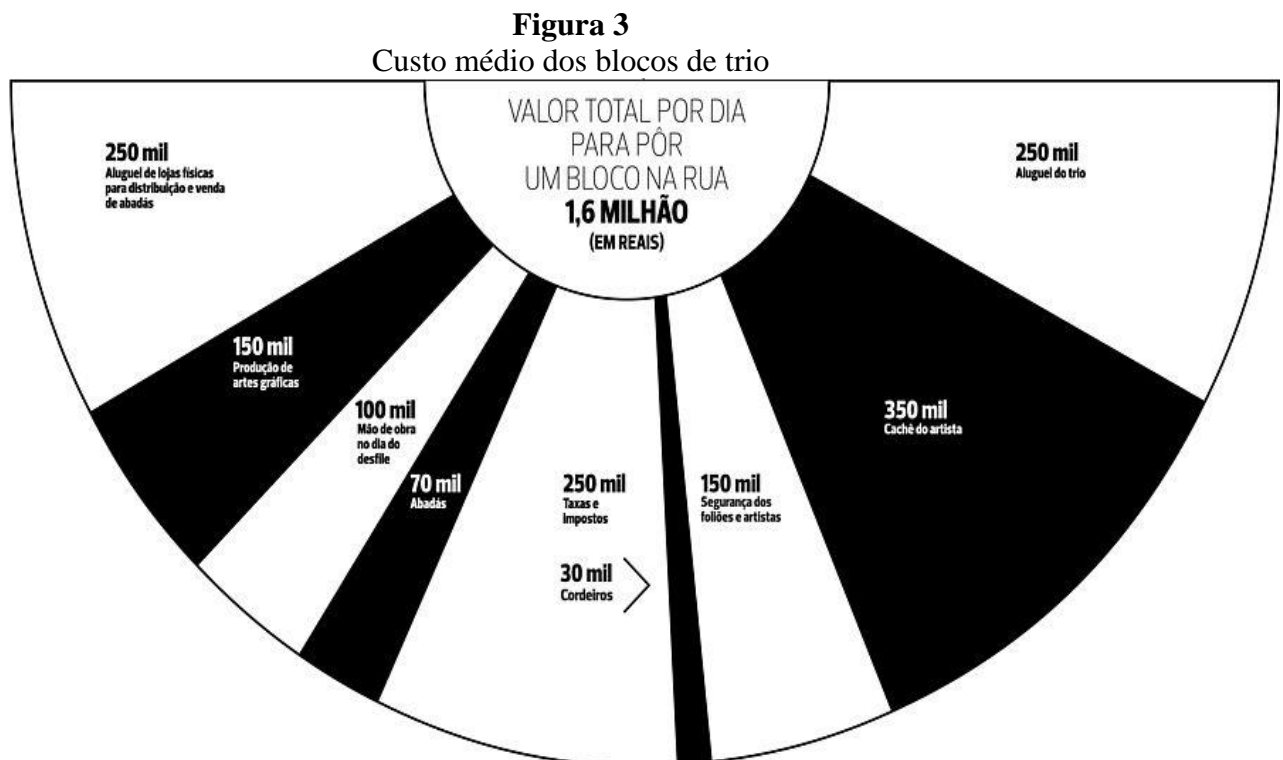 Figura 3
Custo médio dos blocos de trio
VALOR TOTAL POR DIA
PARA PÔR
UM BLOCO NA RUA
1,6 MILHÃO
(EM REAIS)
250 mil
Aluguel de lojas físicas
para distribuição e venda
de abadás
150 mil
Produção de
artes gráficas
100 mil
Mão de obra
no dia do
desfile
70 mil
Abadás
250 mil
Taxas e
Impostos
30 mil
Cordeiros
150 mil
Segurança dos
foliões e artistas
350 mil
Cachê do artista
250 mil
Aluguel do trio